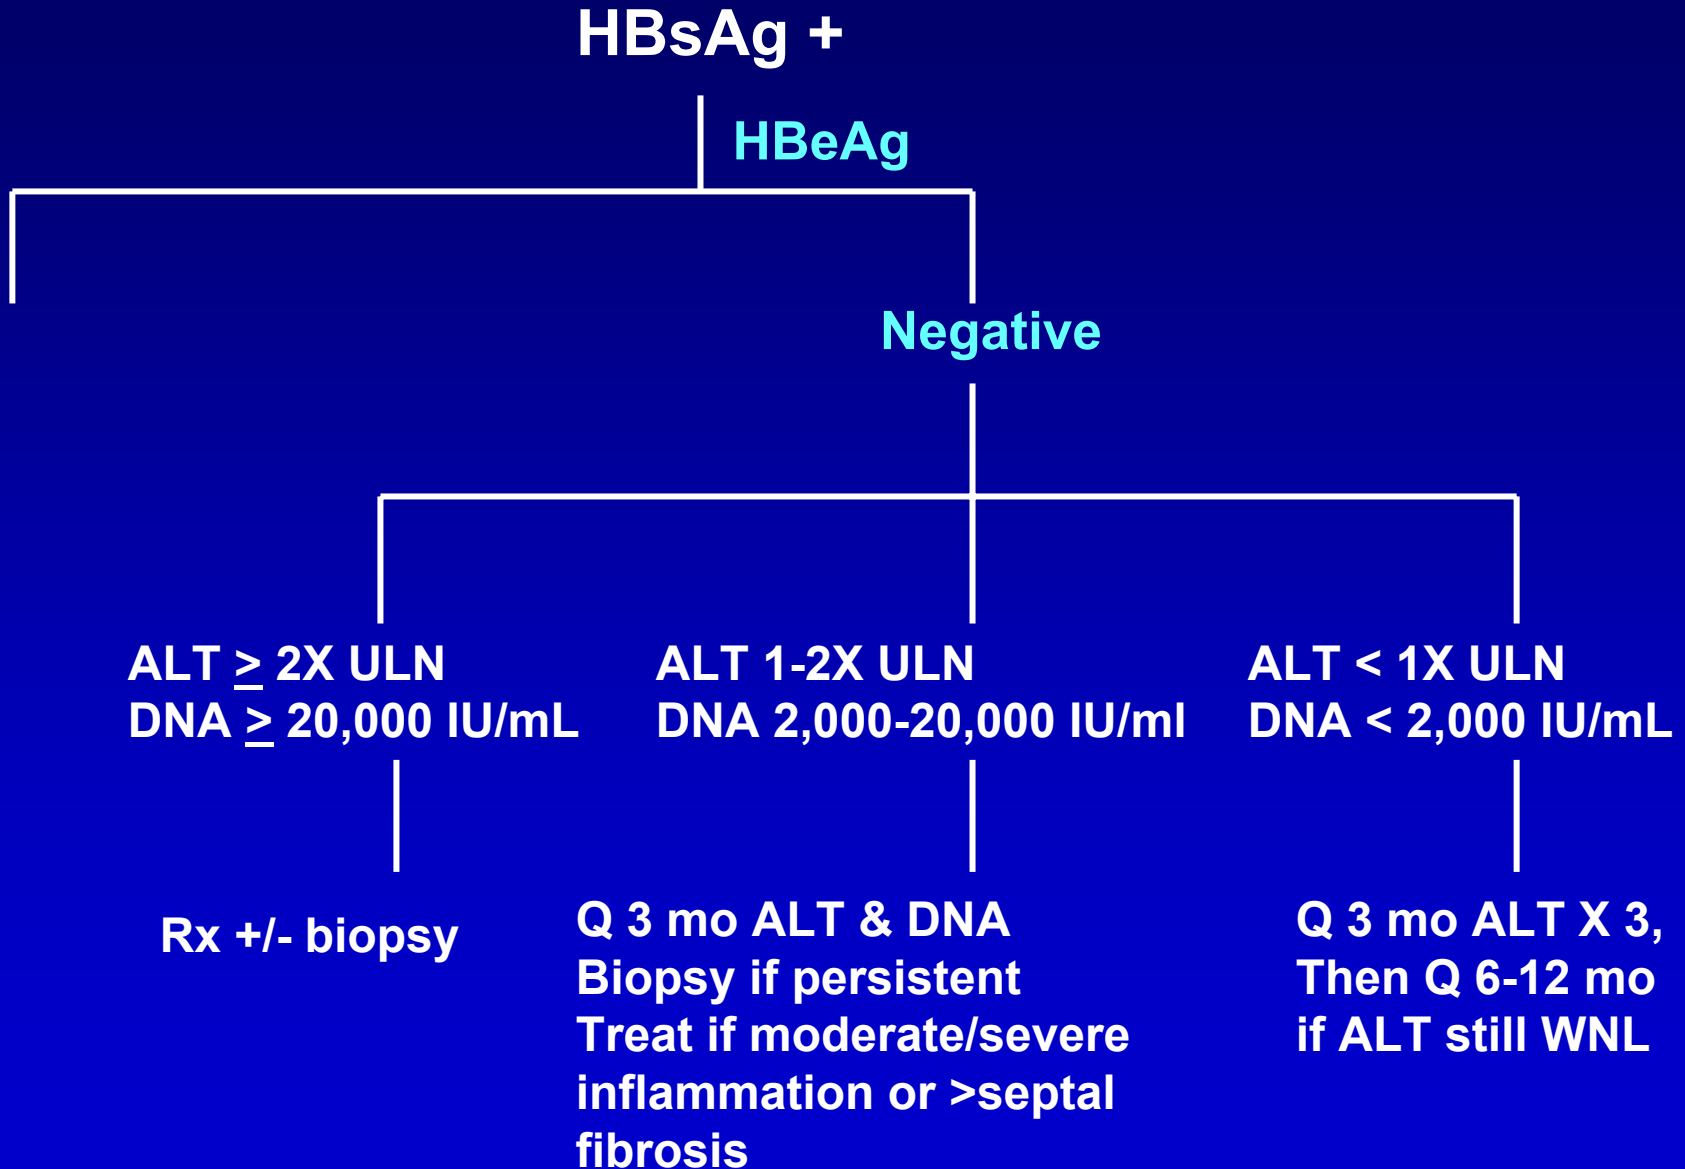 HBsAg +
HBeAg
Negative
ALT ≥ 2X ULN
DNA ≥ 20,000 IU/mL
ALT 1-2X ULN
DNA 2,000-20,000 IU/ml
ALT < 1X ULN
DNA < 2,000 IU/mL
Rx +/- biopsy
Q 3 mo ALT & DNA
Biopsy if persistent
Treat if moderate/severe
inflammation or >septal
fibrosis
Q 3 mo ALT X 3,
Then Q 6-12 mo
if ALT still WNL